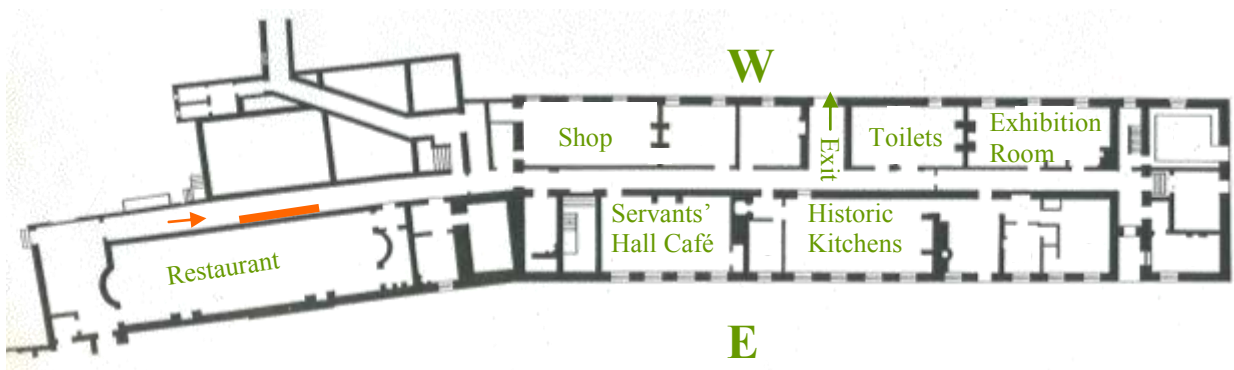 W
Shop
Exit
Toilets
Exhibition
Room
Servants’
Hall Café
Historic
Kitchens
Restaurant
E